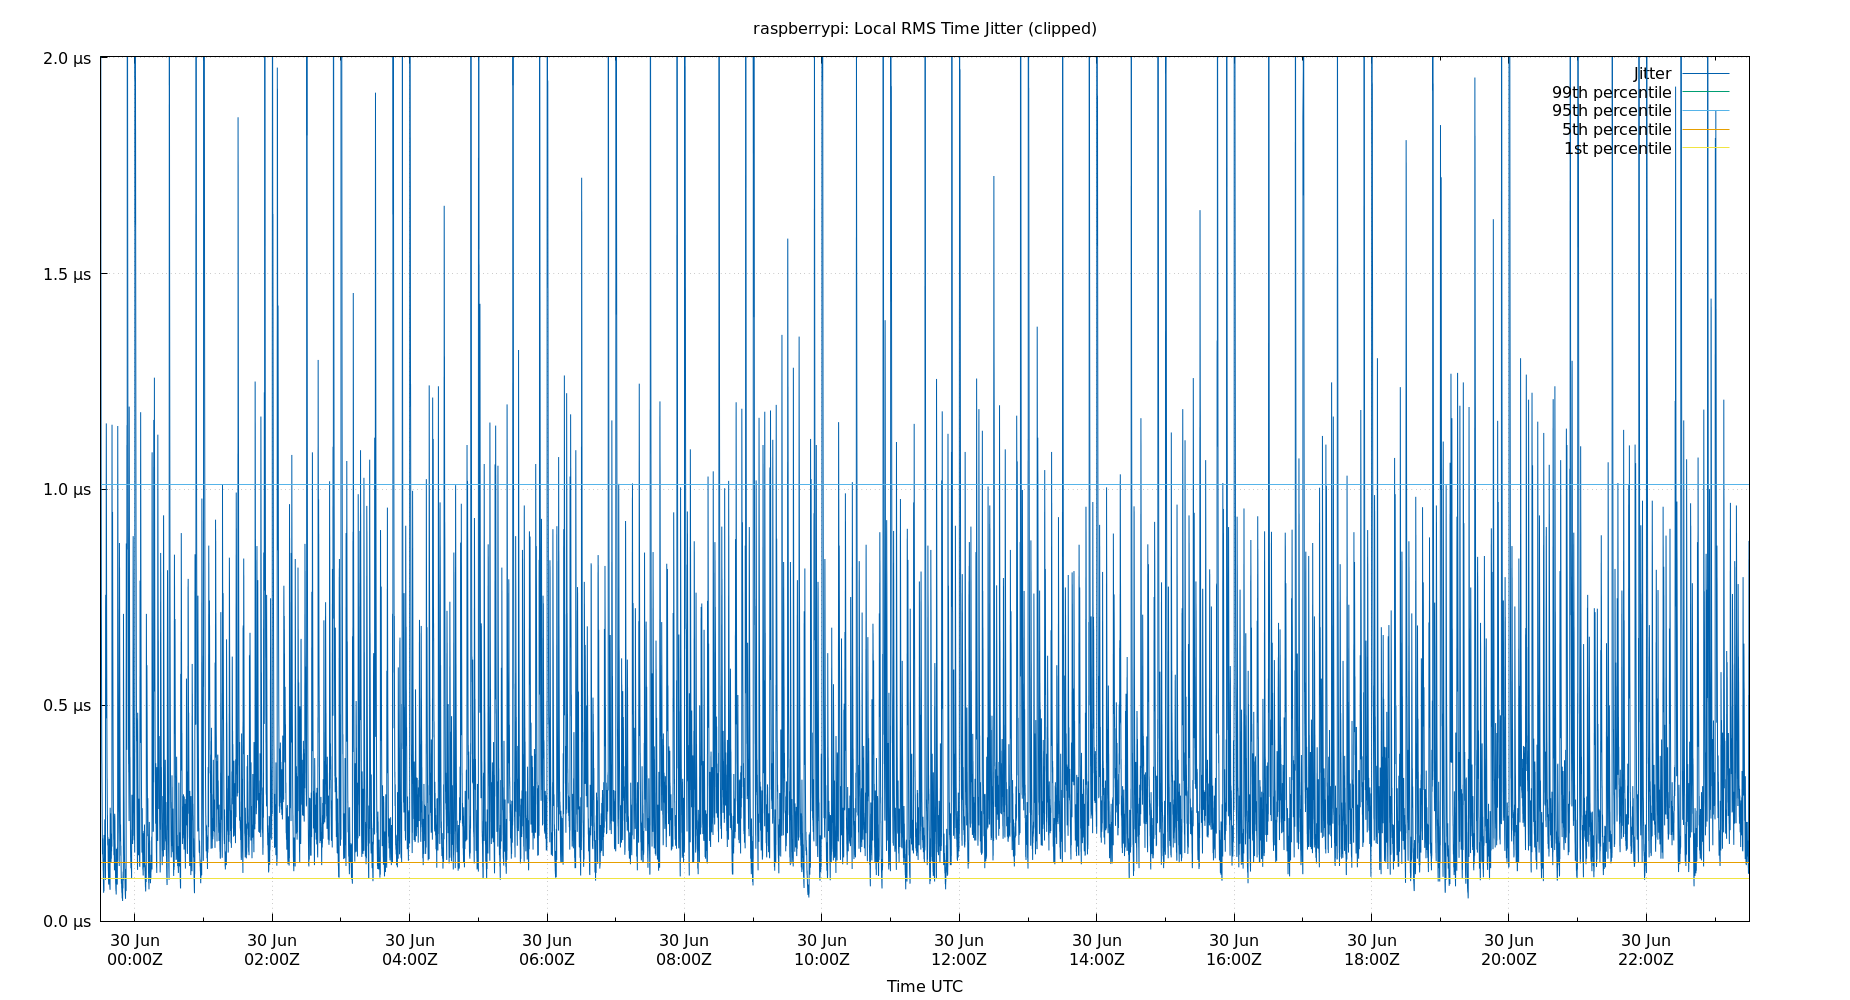 raspberrypi: Local RMS Time Jitter (clipped)
2.0 µs
1.5 µs
1.0 µs
0.5 µs
0.0 µs
Jitter
99th percentile
95th percentile
5th percentile
1st percentile
30 Jun 30 Jun 30 Jun 30 Jun 30 Jun 30 Jun 30 Jun 30 Jun 30 Jun 30 Jun 30 Jun 30 Jun
00:00Z 02:00Z 04:00Z 06:00Z 08:00Z 10:00Z 12:00Z 14:00Z 16:00Z 18:00Z 20:00Z 22:00Z
Time UTC